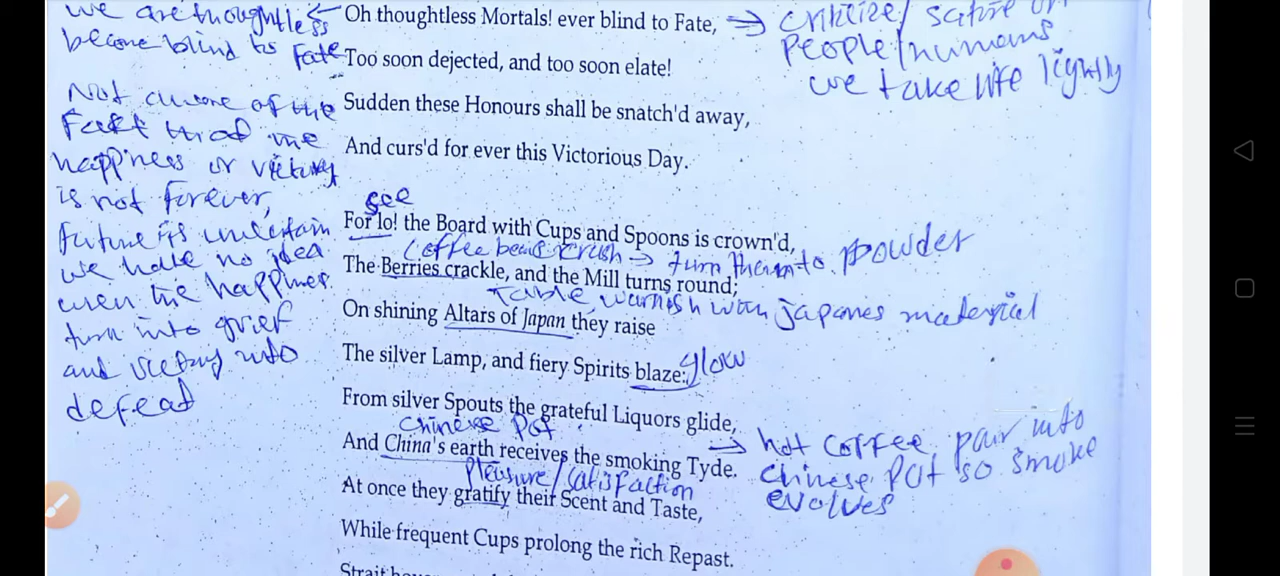 we are thoughtless
become blind to Fate
Oh thoughtless Mortals! ever blind to Fate,
criticize/ satire
People/humans
we take life lightly
Too soon dejected, and too soon elate!
Sudden these Honours shall be snatch'd away,
And curs'd for ever this Victorious Day.
Not aware of the
Fact that
happiness or victory
is not forever,
future is uncertain
we have no idea
even the happines
turn into grief
and victory into
defeat
see
For lo! the Board with Cups and Spoons is crown'd,
Coffee beans crush → turn them to powder
The Berries crackle, and the Mill turns round;
Table warnish with japanes material
On shining Altars of Japan they raise
The silver Lamp, and fiery Spirits blaze:
glow
From silver Spouts the grateful Liquors glide,
Chinese Pot
And China's earth receives the smoking Tyde.
→ hot coffee pair into
chinese pot so smoke
evolves
Pleasure/Satisfaction
At once they gratify their Scent and Taste,
While frequent Cups prolong the rich Repast.